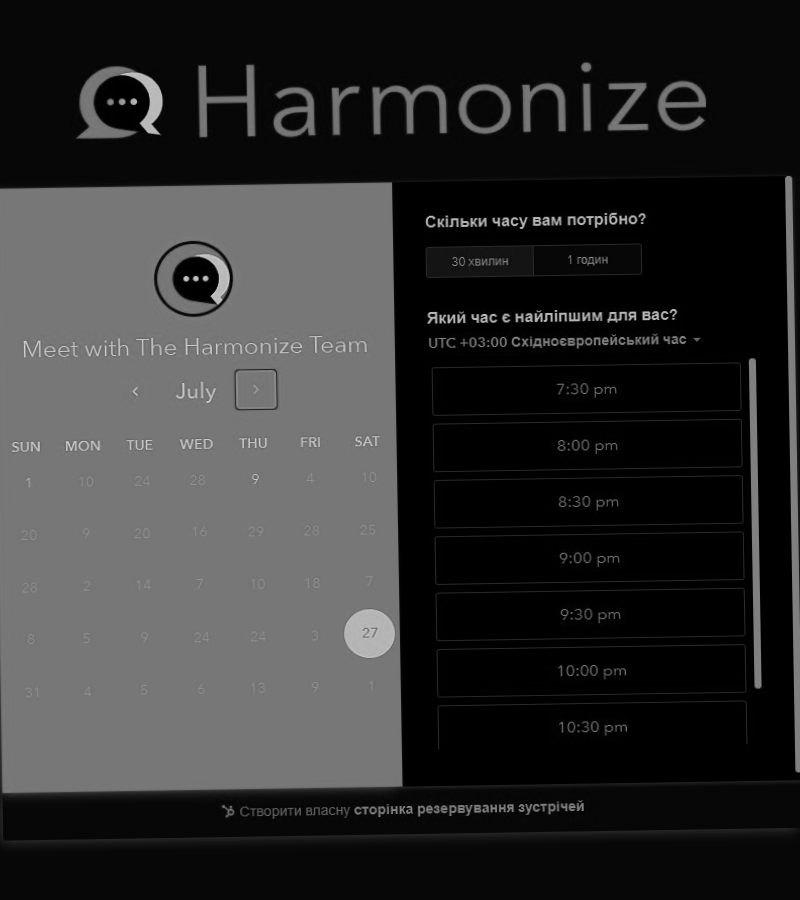 Harmonize
Meet with The Harmonize Team
July
SUN MON TUE WED THU FRI SAT
1 10 24 28 9 4 10
20 9 20 16 29 28 25
28 2 14 7 10 18 7
8 5 9 24 24 3 27
31 4 5 6 13 9 1
Скільки часу вам потрібно?
30 хвилин 1 годин
Який час є найліпшим для вас?
UTC +03:00 Східноєвропейський час
7:30 pm
8:00 pm
8:30 pm
9:00 pm
9:30 pm
10:00 pm
10:30 pm
Створити власну сторінка резервування зустрічей